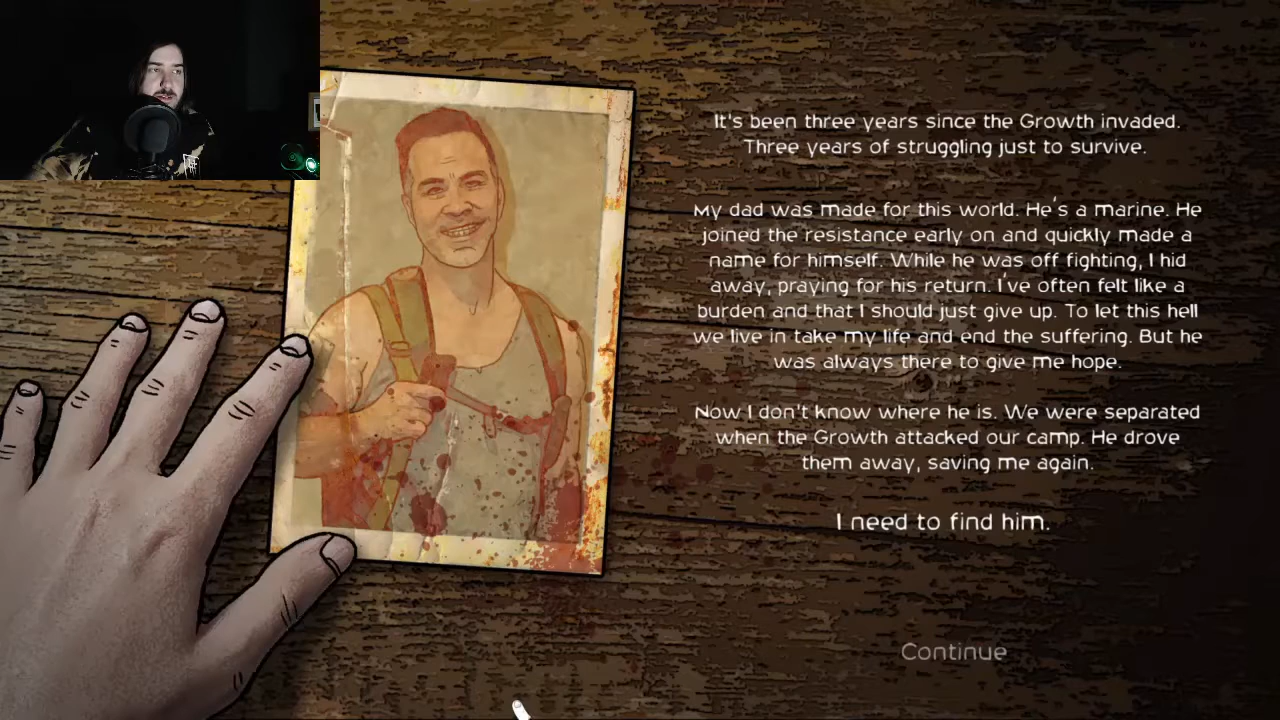 It's been three years since the Growth invaded.
Three years of struggling just to survive.
My dad was made for this world. He's a marine. He
joined the resistance early on and quickly made a
name for himself. While he was off fighting, I hid
away, praying for his return. I've often felt like a
burden and that I should just give up. To let this hell
we live in take my life and end the suffering. But he
was always there to give me hope.
Now I don't know where he is. We were separated
when the Growth attacked our camp. He drove
them away, saving me again.
I need to find him.
Continue